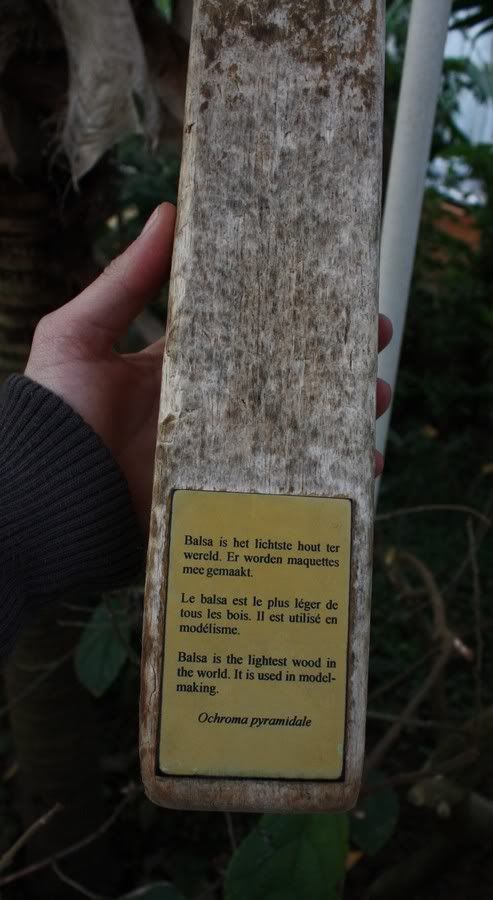 Balsa is het lichtste hout ter
wereld. Er worden maquettes
mee gemaakt.
Le balsa est le plus léger de
tous les bois. Il est utilisé en
modélisme.
Balsa is the lightest wood in
the world. It is used in model-
making.
Ochroma pyramidale